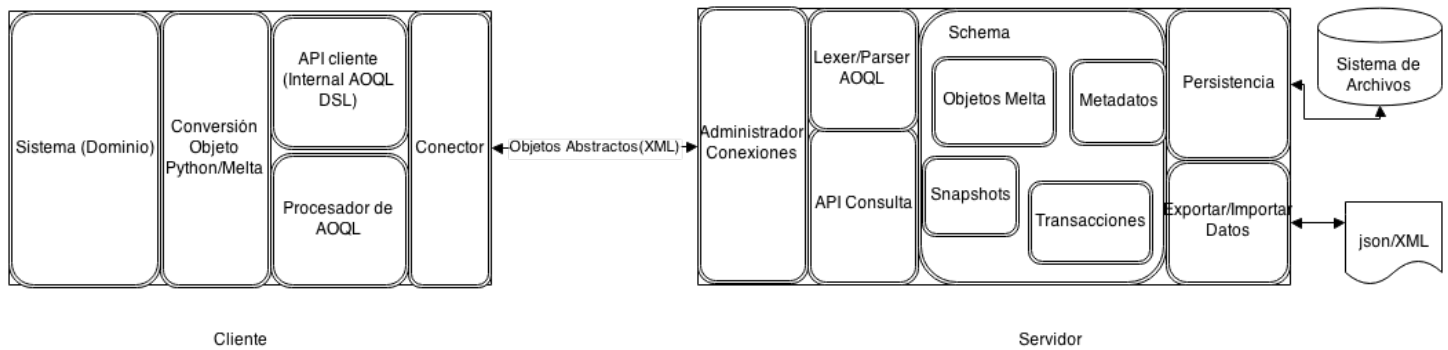 Sistema (Dominio)
Conversión
Objeto
Python/Melta
API cliente
(Internal AOQL
DSL)
Procesador de
AOQL
Conector
Objetos Abstractos(XML)
Administrador
Conexiones
Lexer/Parser
AOQL
API Consulta
Schema
Objetos Melta
Metadatos
Snapshots
Transacciones
Persistencia
Exportar/Importar
Datos
Sistema de
Archivos
json/XML
Cliente
Servidor